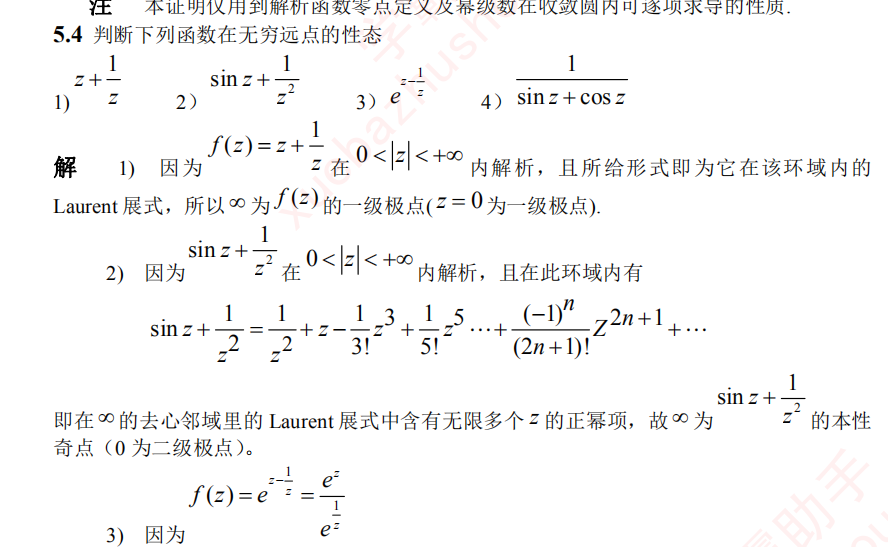 注 本证明仅用到解析函数零点定义及幂级数在收敛圆内可逐项求导的性质.
5.4 判断下列函数在无穷远点的性态
1) z+\frac{1}{z} 2) \sin z+\frac{1}{z^2} 3) e^{z-\frac{1}{z}} 4) \frac{1}{\sin z+\cos z}
解 1) 因为 f(z)=z+\frac{1}{z} 在 0<|z|<+∞ 内解析，且所给形式即为它在该环域内的
Laurent 展式，所以 ∞ 为 f(z) 的一级极点( z=0 为一级极点).
2) 因为 \sin z+\frac{1}{z^2} 在 0<|z|<+∞ 内解析，且在此环域内有
\sin z+\frac{1}{z^2}=\frac{1}{z^2}+z-\frac{1}{3!}z^3+\frac{1}{5!}z^5⋯+\frac{(-1)^n}{(2n+1)!}Z^{2n+1}+⋯
即在 ∞ 的去心邻域里的 Laurent 展式中含有无限多个 z 的正幂项，故 ∞ 为 \sin z+\frac{1}{z^2} 的本性
奇点（0 为二级极点）。
3) 因为 f(z)=e^{z-\frac{1}{z}}=\frac{e^z}{e^{\frac{1}{z}}}